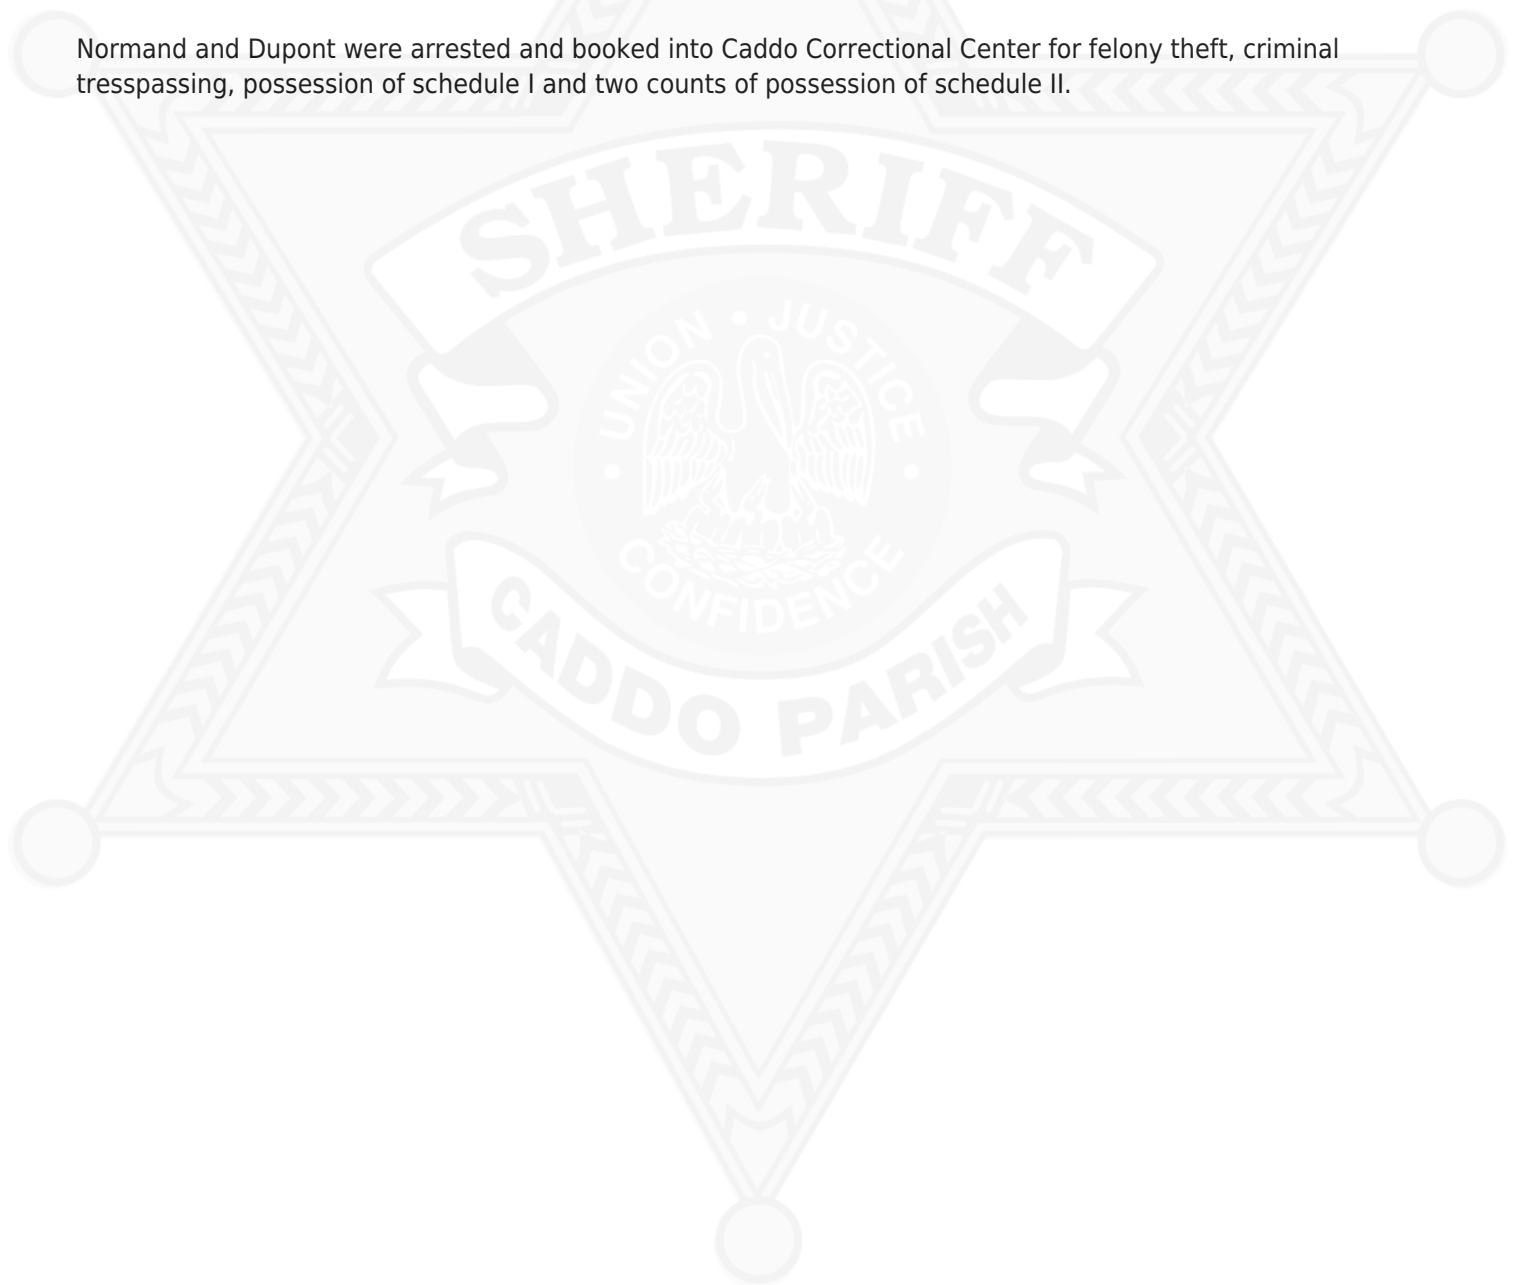 Normand and Dupont were arrested and booked into Caddo Correctional Center for felony theft, criminal
tresspassing, possession of schedule I and two counts of possession of schedule II.
SHERIFF
UNION • JUSTICE
• CONFIDENCE •
CADDO PARISH